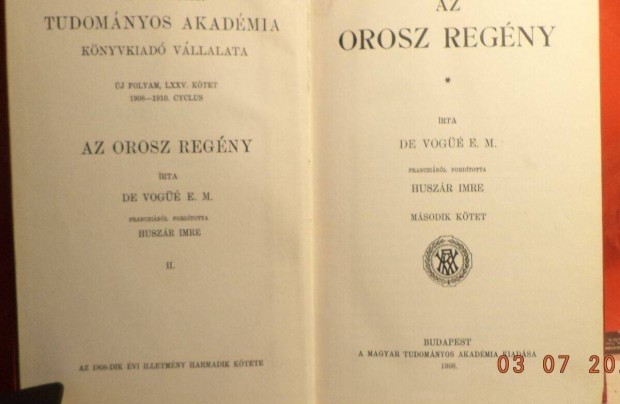 TUDOMÁNYOS AKADÉMIA
KÖNYVKIADÓ VÁLLALATA
UJ FOLYAM, LXXV. KÖTET
1908—1910. CYCLUS
AZ OROSZ REGÉNY
ÍRTA
DE VOGÜÉ E. M.
FRANCZIÁRÓL FORDÍTOTTA
HUSZÁR IMRE
II.
AZ 1908-DIK ÉVI ILLETMÉNY HARMADIK KÖTETE
AZ
OROSZ REGÉNY
*
ÍRTA
DE VOGÜÉ E. M.
FRANCZIÁRÓL FORDÍTOTTA
HUSZÁR IMRE
MÁSODIK KÖTET
BUDAPEST
A MAGYAR TUDOMÁNYOS AKADÉMIA KIADÁSA
1908.
03 07 20